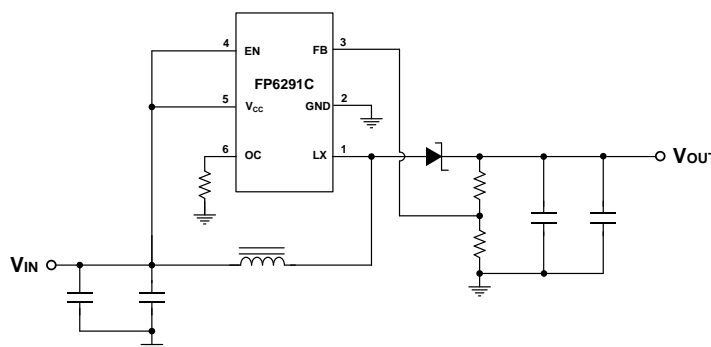 4 EN FB 3
FP6291C
5 VCC GND 2
6 OC LX 1
VOUT
VIN